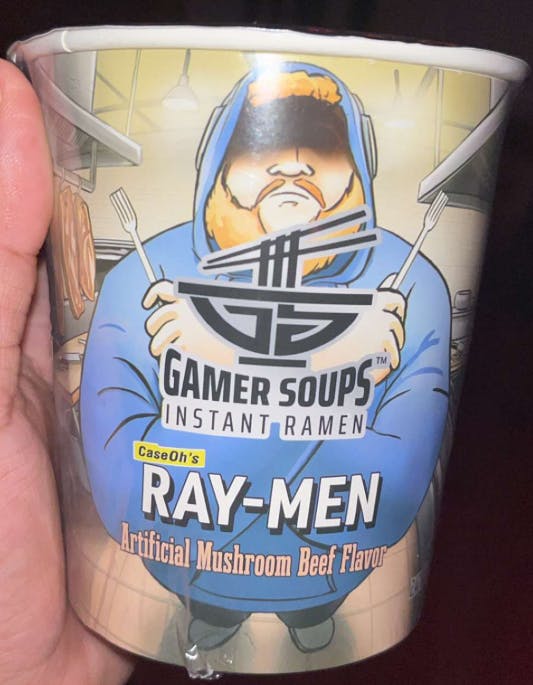 GAMER SOUPS™
INSTANT RAMEN
CaseOh's
RAY-MEN
Artificial Mushroom Beef Flavor